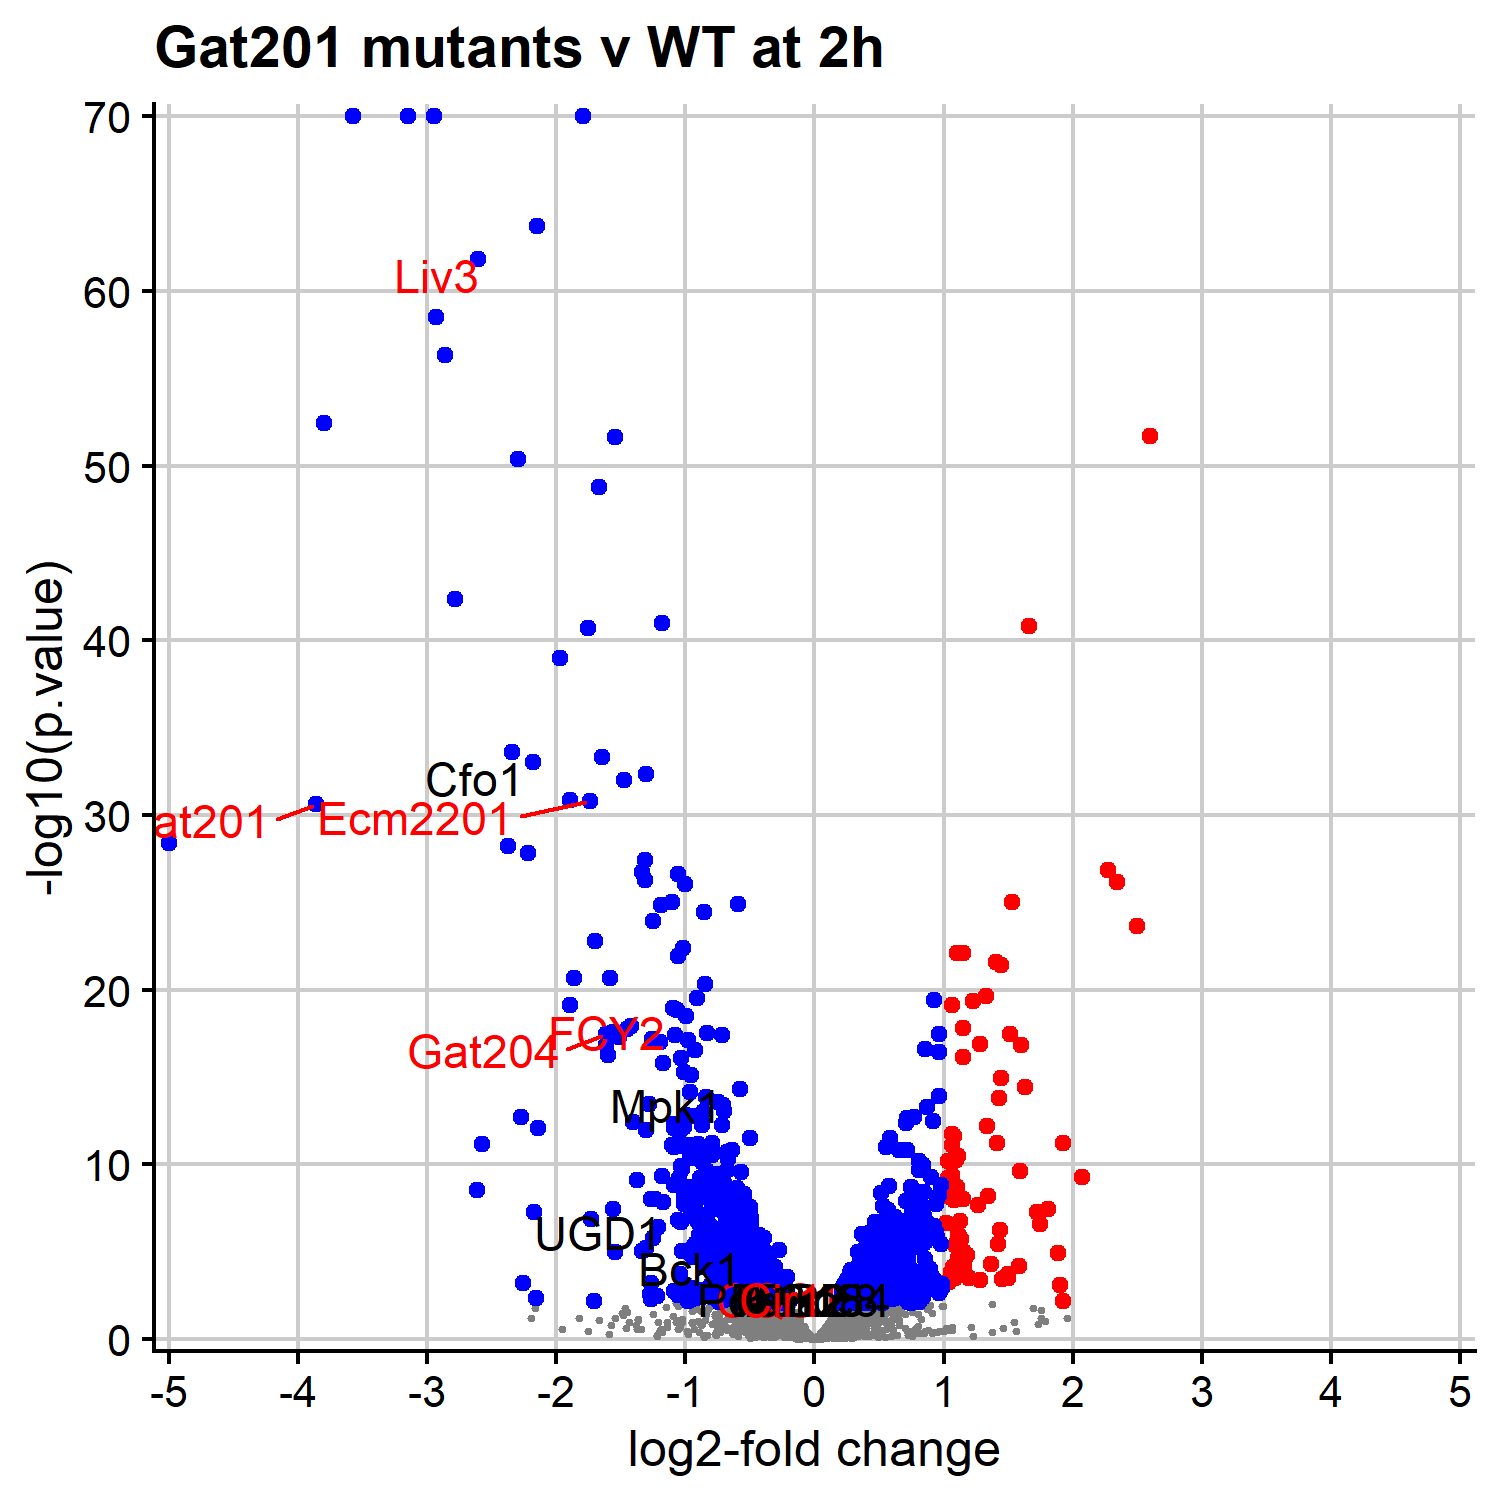 Gat201 mutants v WT at 2h
70
60
50
40
30
20
10
0
-log10(p.value)
Liv3
Cfo1
at201
Ecm2201
FCY2
Gat204
Mpk1
UGD1
Bck1
Cir1
-5 -4 -3 -2 -1 0 1 2 3 4 5
log2-fold change